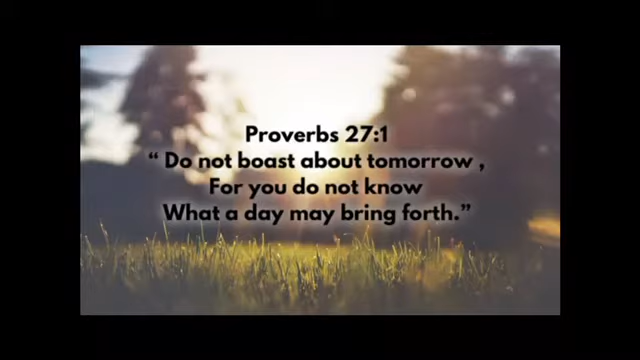 Proverbs 27:1
“ Do not boast about tomorrow ,
For you do not know
What a day may bring forth.”